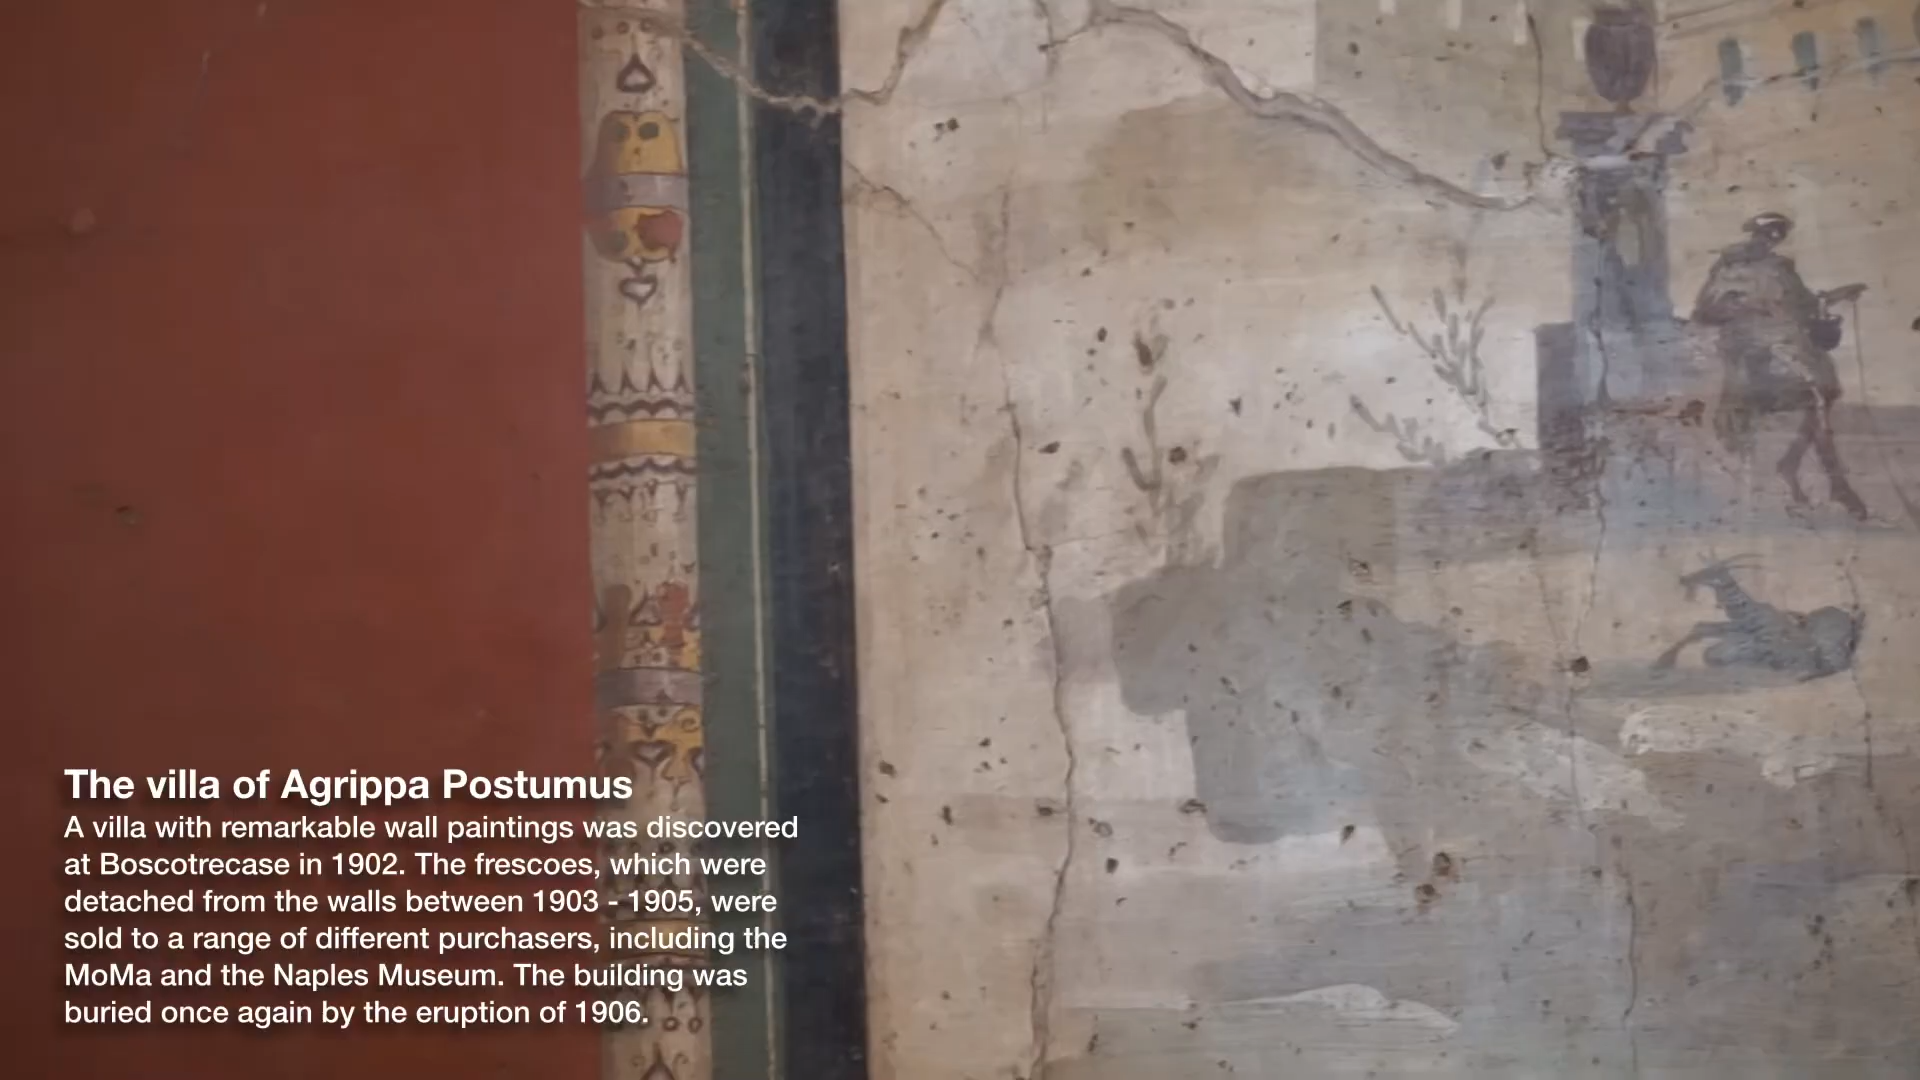 The villa of Agrippa Postumus
A villa with remarkable wall paintings was discovered
at Boscotrecase in 1902. The frescoes, which were
detached from the walls between 1903 - 1905, were
sold to a range of different purchasers, including the
MoMa and the Naples Museum. The building was
buried once again by the eruption of 1906.